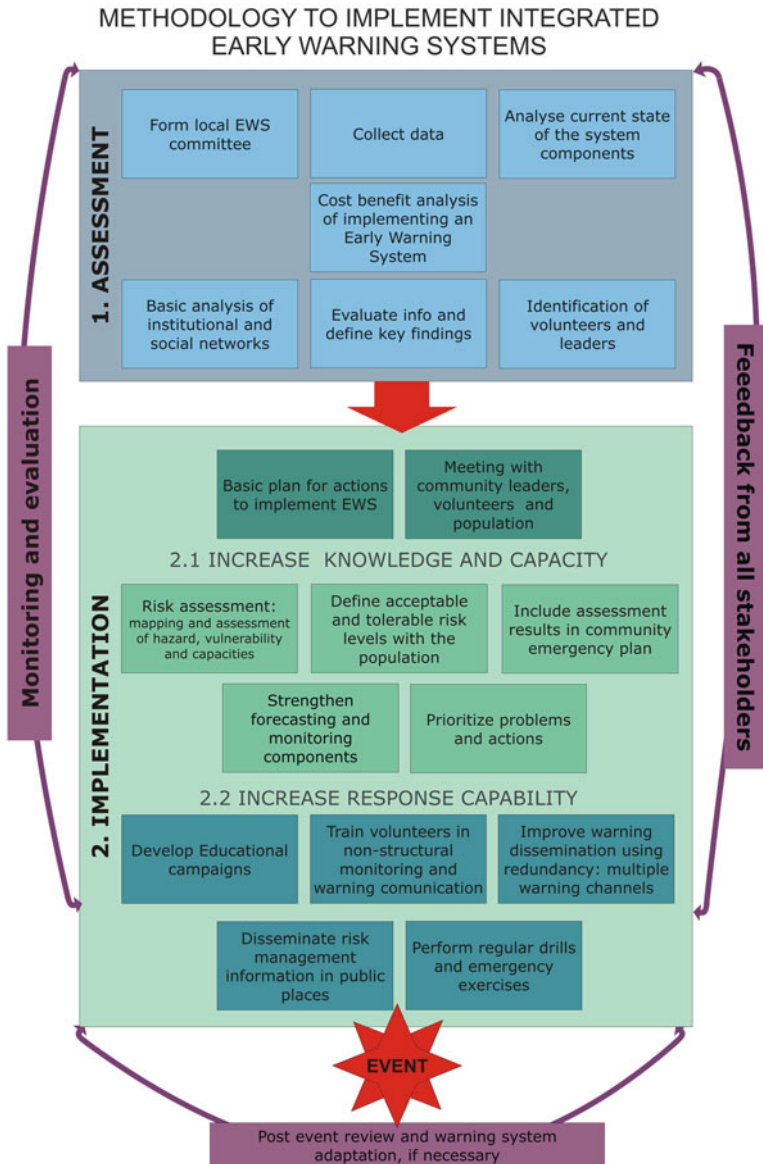 METHODOLOGY TO IMPLEMENT INTEGRATED
EARLY WARNING SYSTEMS
1. ASSESSMENT
Form local EWS
committee
Collect data
Analyse current state
of the system
components
Cost benefit analysis
of implementing an
Early Warning
System
Basic analysis of
institutional and
social networks
Evaluate info and
define key findings
Identification of
volunteers and
leaders
Monitoring and evaluation
Feeedback from all stakeholders
2. IMPLEMENTATION
Basic plan for actions
to implement EWS
Meeting with
community leaders,
volunteers and
population
2.1 INCREASE KNOWLEDGE AND CAPACITY
Risk assessment:
mapping and assessment
of hazard, vulnerability
and capacities
Define acceptable
and tolerable risk
levels with the
population
Include assessment
results in community
emergency plan
Strengthen
forecasting and
monitoring
components
Prioritize problems
and actions
2.2 INCREASE RESPONSE CAPABILITY
Develop Educational
campaigns
Train volunteers in
non-structural
monitoring and
warning comunication
Improve warning
dissemination using
redundancy: multiple
warning channels
Disseminate risk
management
information in public
places
Perform regular drills
and emergency
exercises
EVENT
Post event review and warning system
adaptation, if necessary